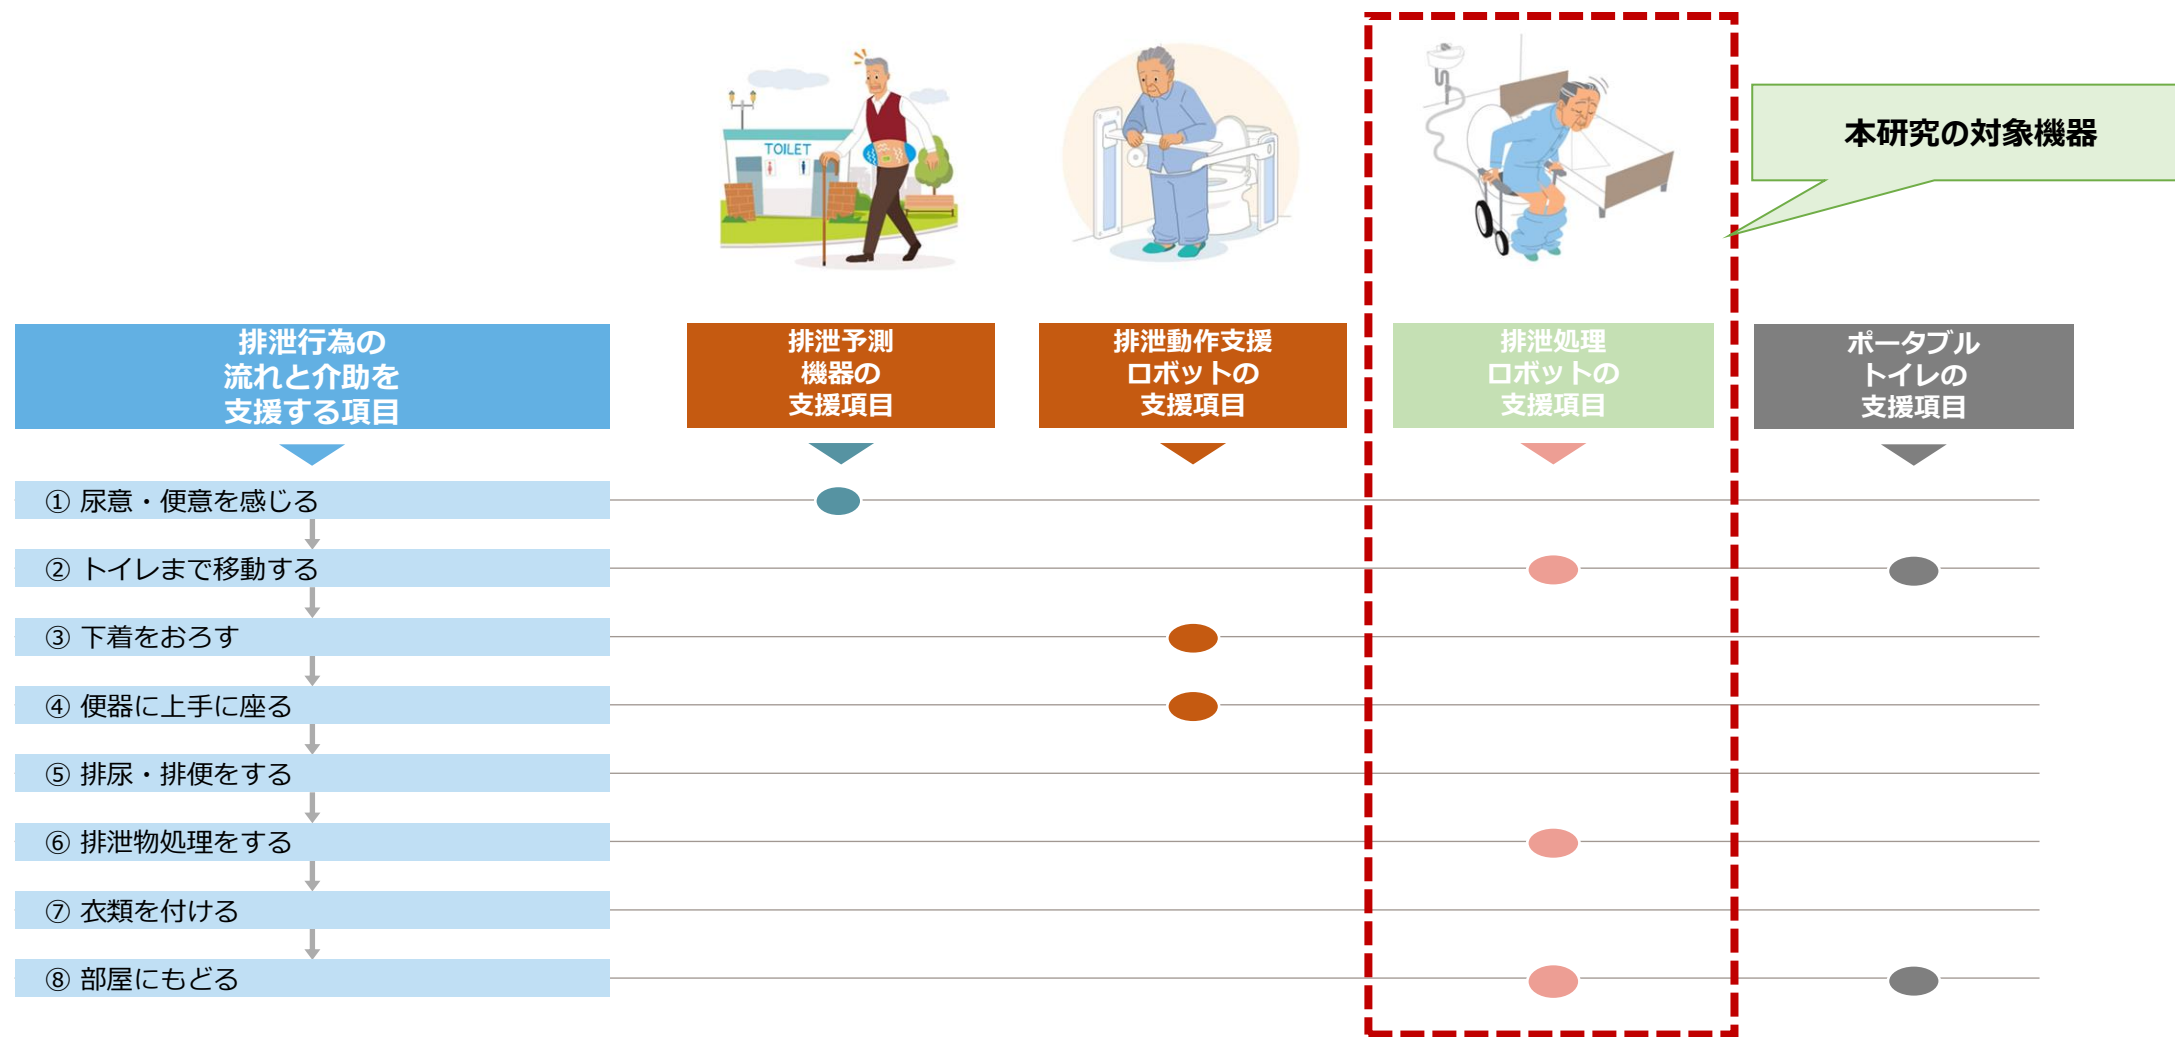 TOILET
本研究の対象機器
排泄行為の
流れと介助を
支援する項目
排泄予測
機器の
支援項目
排泄動作支援
ロボットの
支援項目
排泄処理
ロボットの
支援項目
ポータブル
トイレの
支援項目
① 尿意・便意を感じる
② トイレまで移動する
③ 下着をおろす
④ 便器に上手に座る
⑤ 排尿・排便をする
⑥ 排泄物処理をする
⑦ 衣類を付ける
⑧ 部屋にもどる